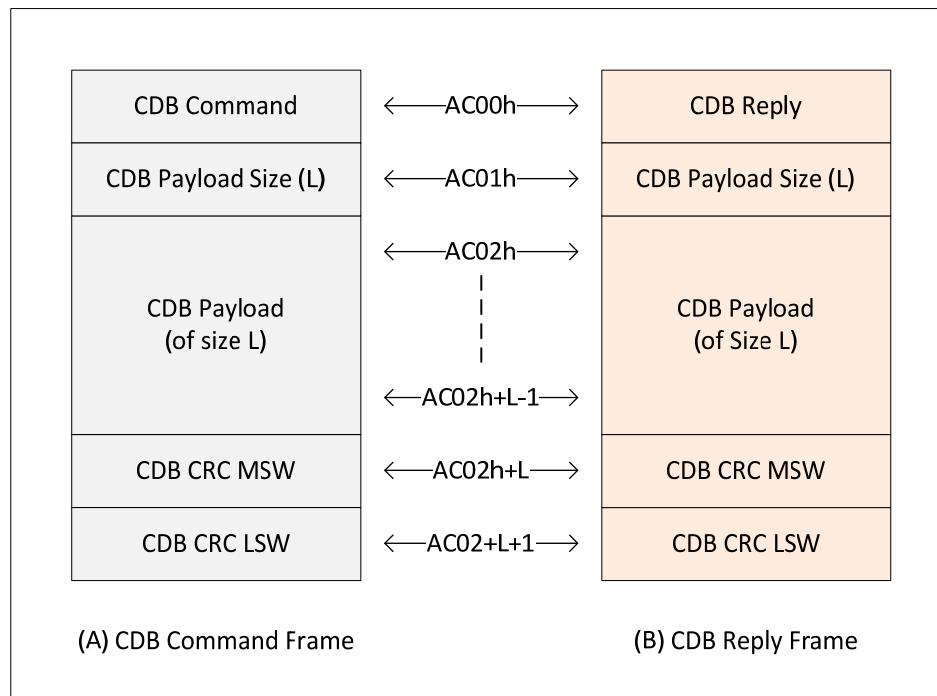 CDB Command
AC00h
CDB Reply
CDB Payload Size (L)
AC01h
CDB Payload Size (L)
AC02h
CDB Payload
(of size L)
CDB Payload
(of Size L)
AC02h+L-1
CDB CRC MSW
AC02h+L
CDB CRC MSW
CDB CRC LSW
AC02+L+1
CDB CRC LSW
(A) CDB Command Frame
(B) CDB Reply Frame